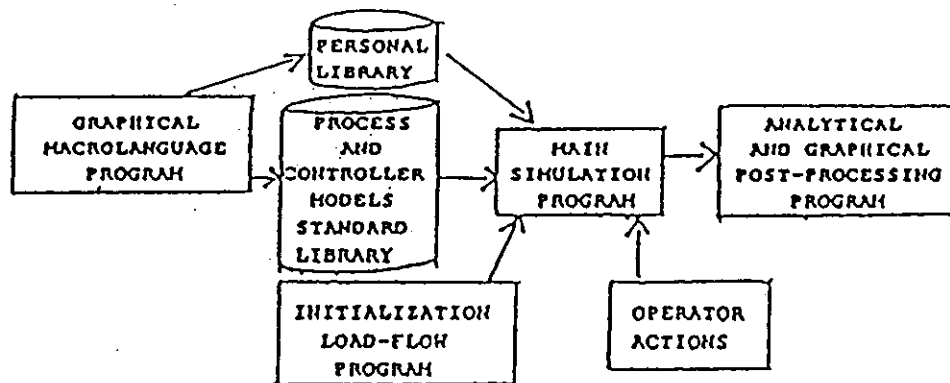 PERSONAL
LIBRARY
GRAPHICAL
MACROLANGUAGE
PROGRAM
PROCESS
AND
CONTROLLER
MODELS
STANDARD
LIBRARY
MAIN
SIMULATION
PROGRAM
ANALYTICAL
AND GRAPHICAL
POST-PROCESSING
PROGRAM
INITIALIZATION
LOAD-FLOW
PROGRAM
OPERATOR
ACTIONS